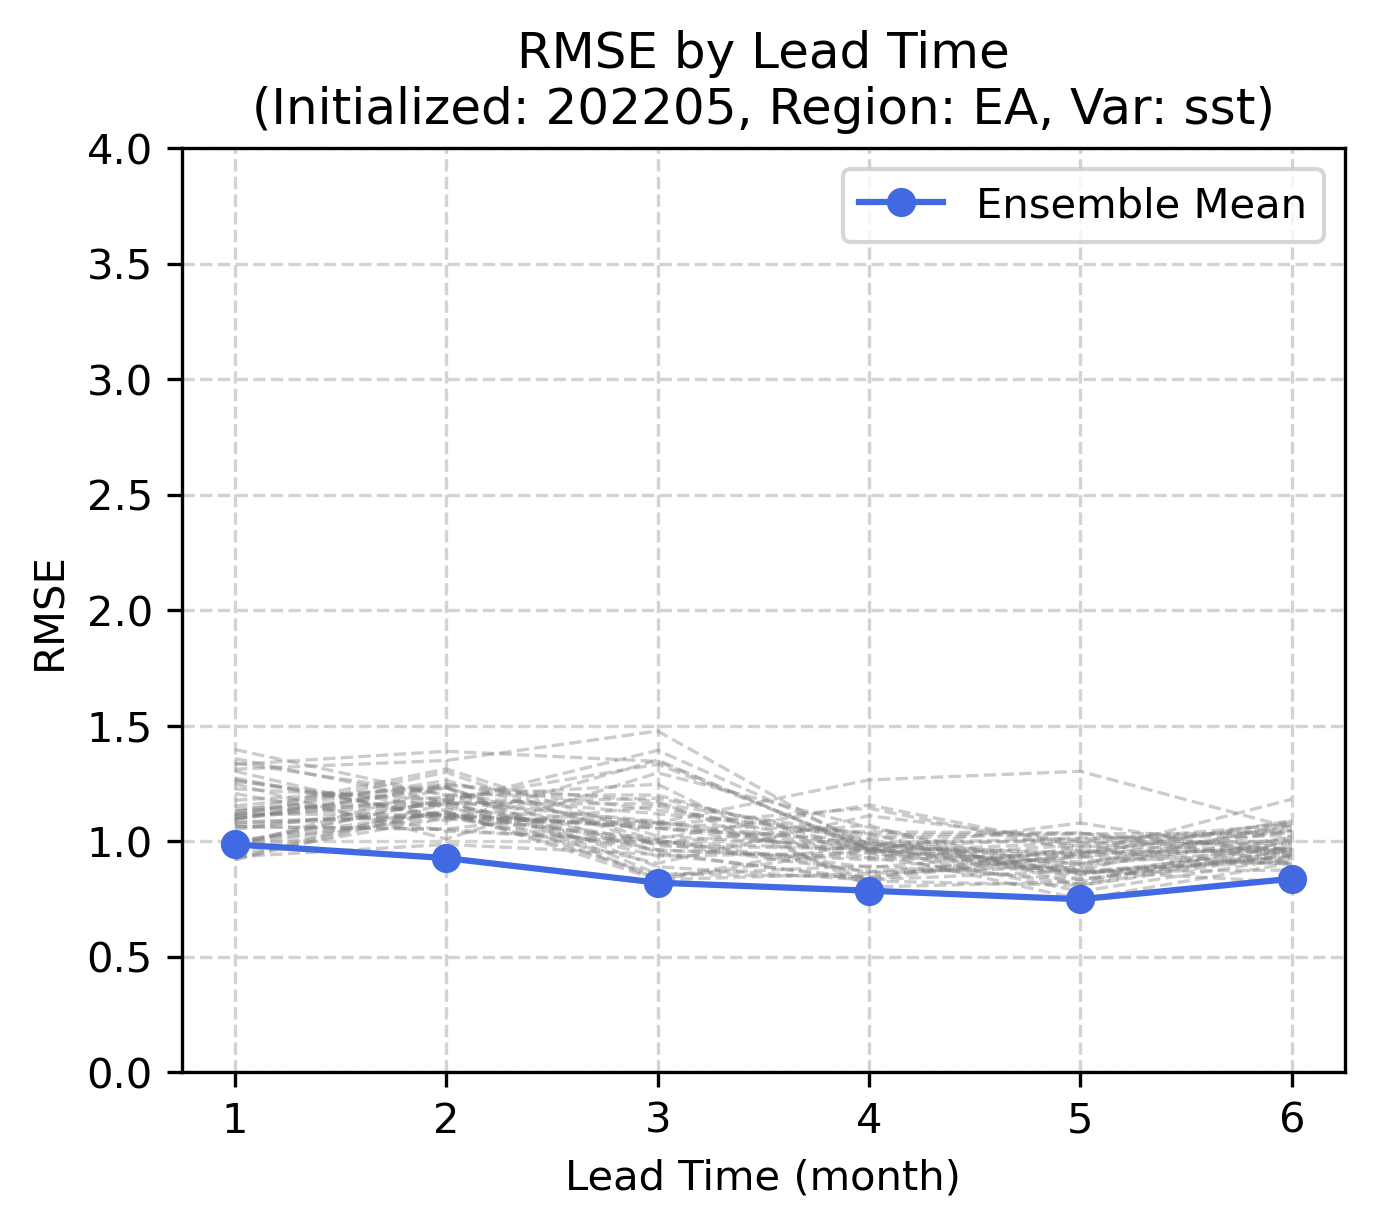 RMSE by Lead Time
(Initialized: 202205, Region: EA, Var: sst)
4.0
3.5
3.0
2.5
2.0
1.5
1.0
0.5
0.0
RMSE
Ensemble Mean
1 2 3 4 5 6
Lead Time (month)